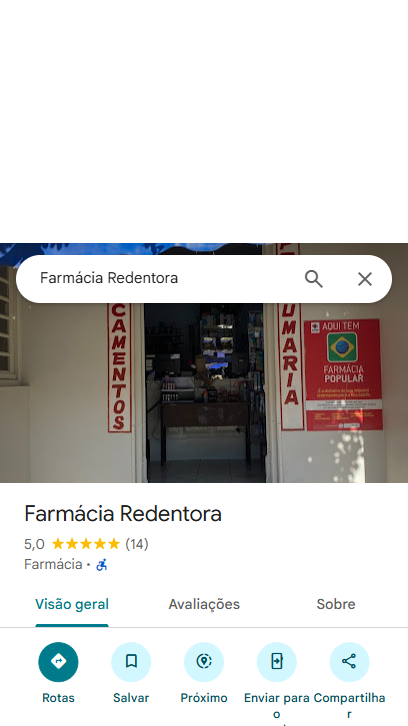 Farmácia Redentora
CAMENTOS
UMARIA
AQUI TEM
FARMÁCIA
POPULAR
Farmácia Redentora
5,0 (14)
Farmácia ·
Visão geral
Avaliações
Sobre
Rotas
Salvar
Próximo
Enviar para
o
Compartilha
r